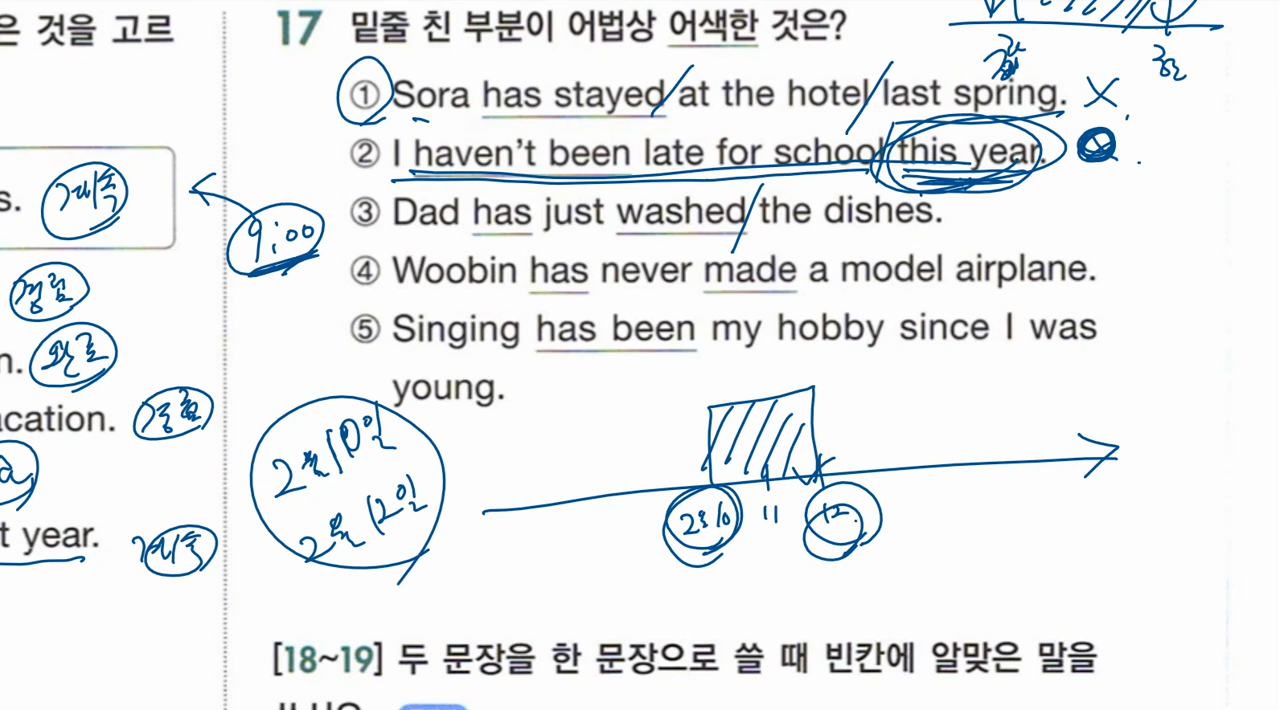 은 것을 고르
s.
계속
경험
n.
완료
acation.
경험
t year.
계속
9:00
17 밑줄 친 부분이 어법상 어색한 것은?
① Sora has stayed at the hotel last spring.
② I haven't been late for school this year.
③ Dad has just washed the dishes.
④ Woobin has never made a model airplane.
⑤ Singing has been my hobby since I was
young.
2월 10일
2월 12일
11
12
[18~19] 두 문장을 한 문장으로 쓸 때 빈칸에 알맞은 말을